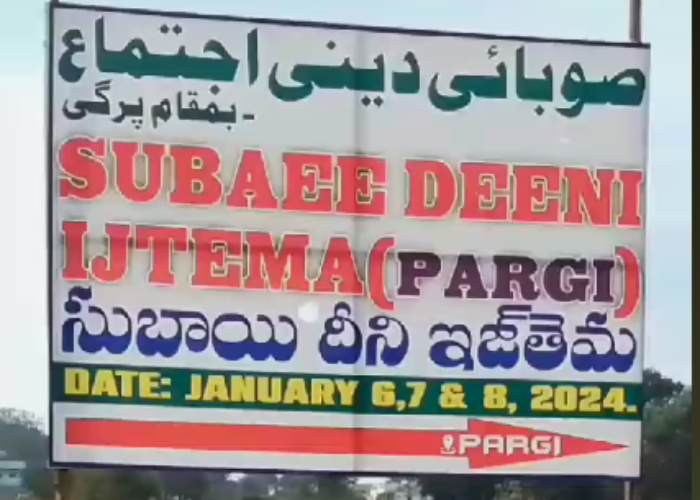 صوبائی دینی اجتماع
بمقام پرگی -
SUBAEE DEENI
IJTEMA (PARGI)
సుబాయి దీని ఇజ్‌తెమ
DATE: JANUARY 6,7 & 8, 2024.
PARGI